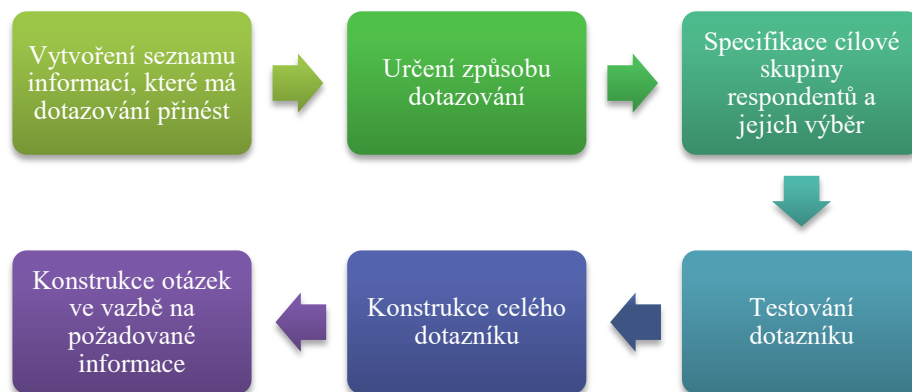 Vytvoření seznamu
informací, které má
dotazování přinést
Určení způsobu
dotazování
Specifikace cílové
skupiny
respondentů a
jejich výběr
Testování
dotazníku
Konstrukce celého
dotazníku
Konstrukce otázek
ve vazbě na
požadované
informace